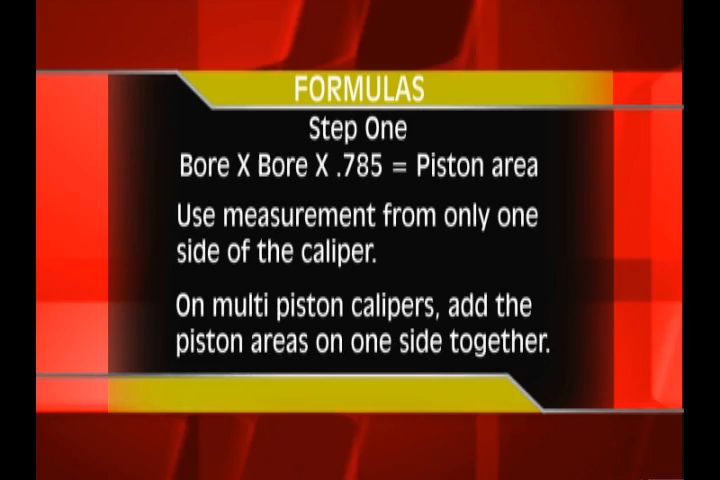 FORMULAS
Step One
Bore X Bore X .785 = Piston area
Use measurement from only one
side of the caliper.
On multi piston calipers, add the
piston areas on one side together.